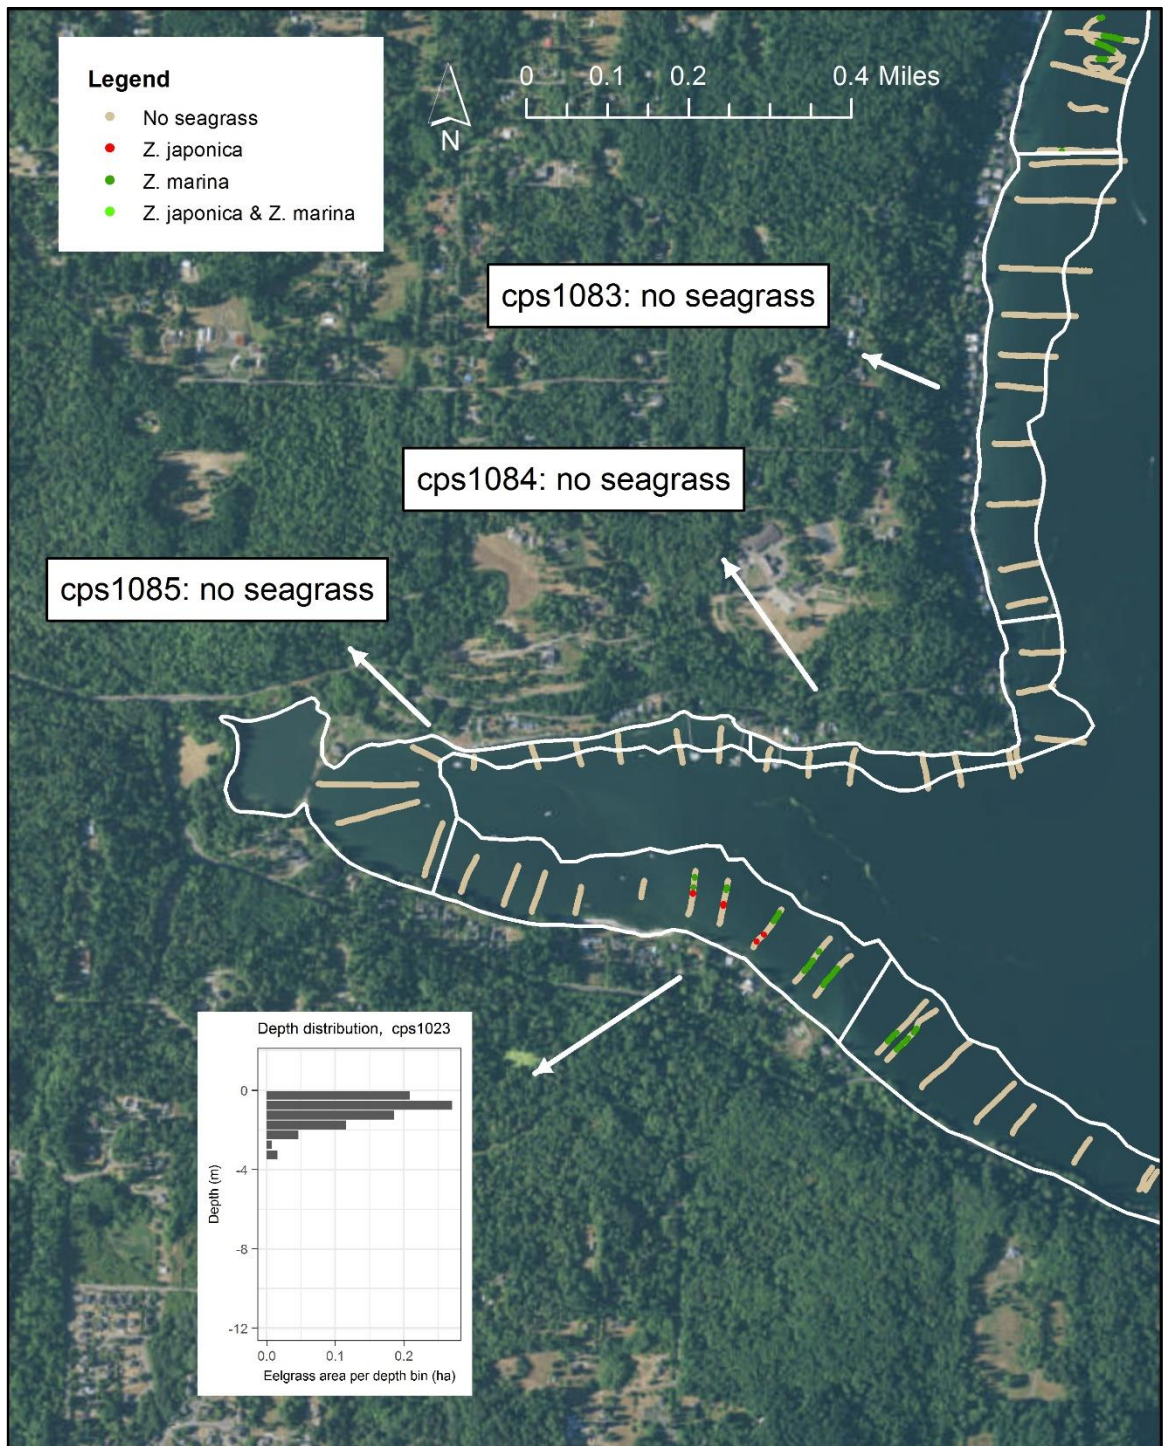 Legend
No seagrass
Z. japonica
Z. marina
Z. japonica & Z. marina
N
0 0.1 0.2 0.4 Miles
cps1083: no seagrass
cps1084: no seagrass
cps1085: no seagrass
Depth distribution, cps1023
0
-4
-8
-12
Depth (m)
0.0 0.1 0.2
Eelgrass area per depth bin (ha)